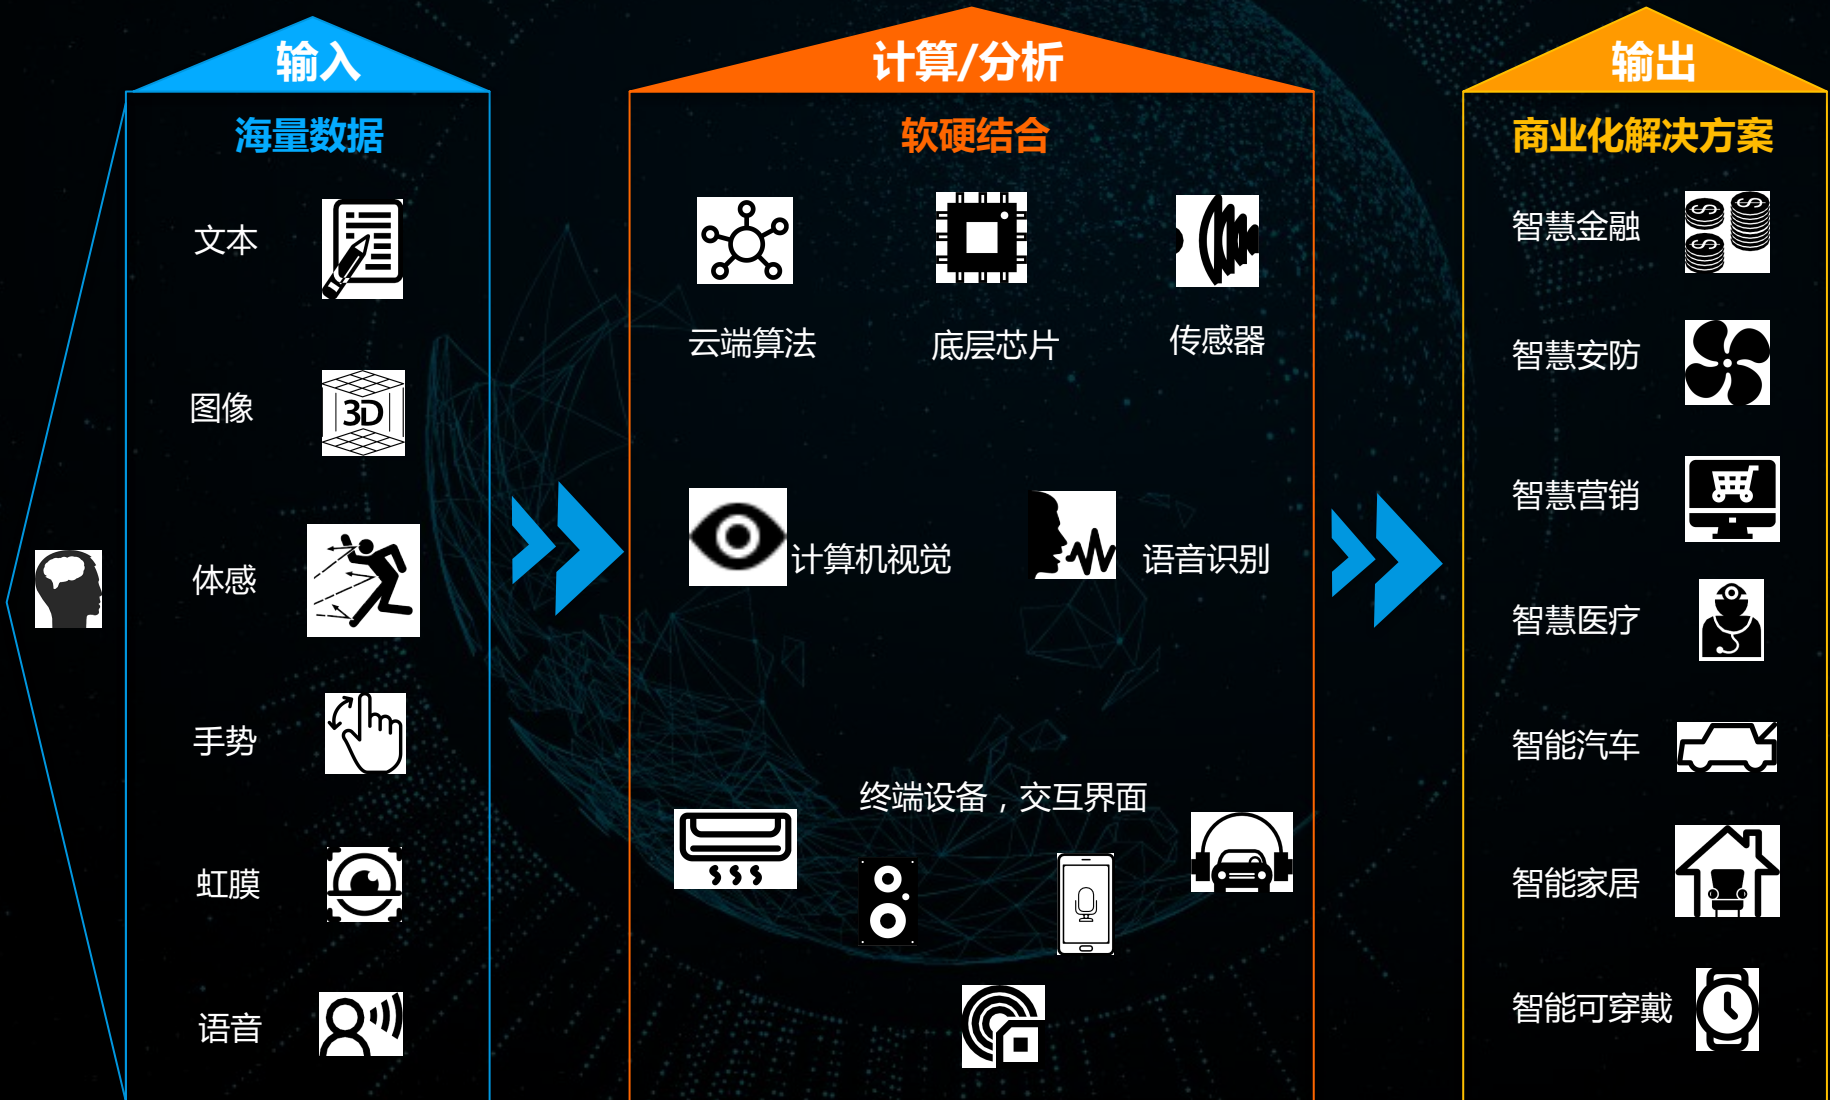 输入
海量数据
文本
图像
3D
体感
手势
虹膜
语音
计算/分析
软硬结合
云端算法
底层芯片
传感器
计算机视觉
语音识别
终端设备，交互界面
输出
商业化解决方案
智慧金融
智慧安防
智慧营销
智慧医疗
智能汽车
智能家居
智能可穿戴